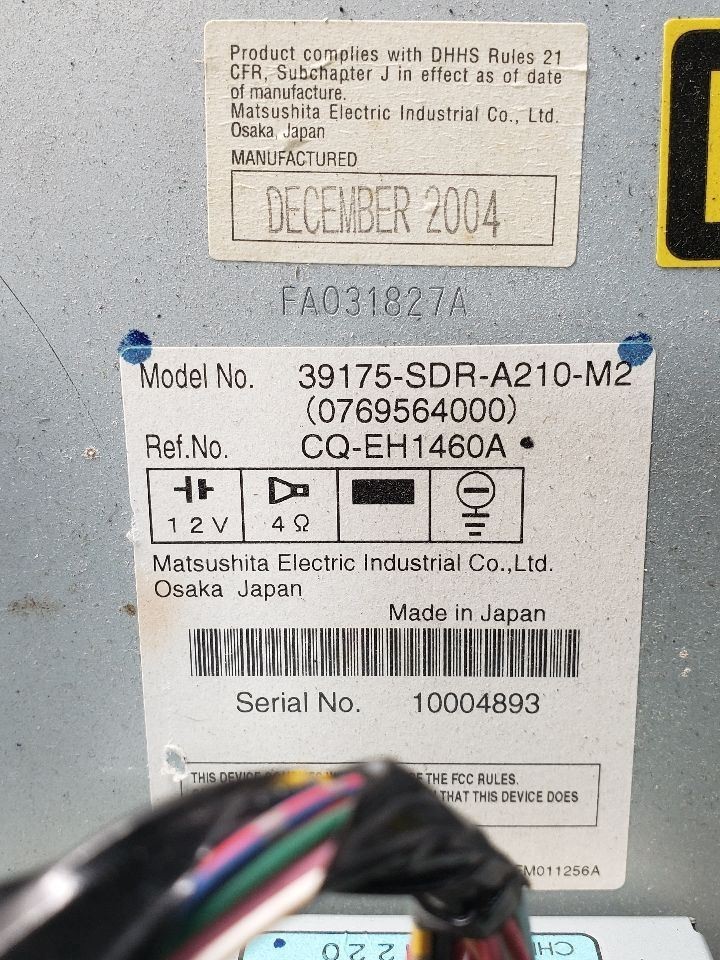 Product complies with DHHS Rules 21
CFR, Subchapter J in effect as of date
of manufacture.
Matsushita Electric Industrial Co., Ltd.
Osaka, Japan
MANUFACTURED
DECEMBER 2004
FA031827A
Model No. 39175-SDR-A210-M2
(0769564000)
Ref.No. CQ-EH1460A
12V 4Ω
Matsushita Electric Industrial Co.,Ltd.
Osaka Japan
Made in Japan
Serial No. 10004893
THIS DEVICE OF THE FCC RULES.
THAT THIS DEVICE DOES
M011256A